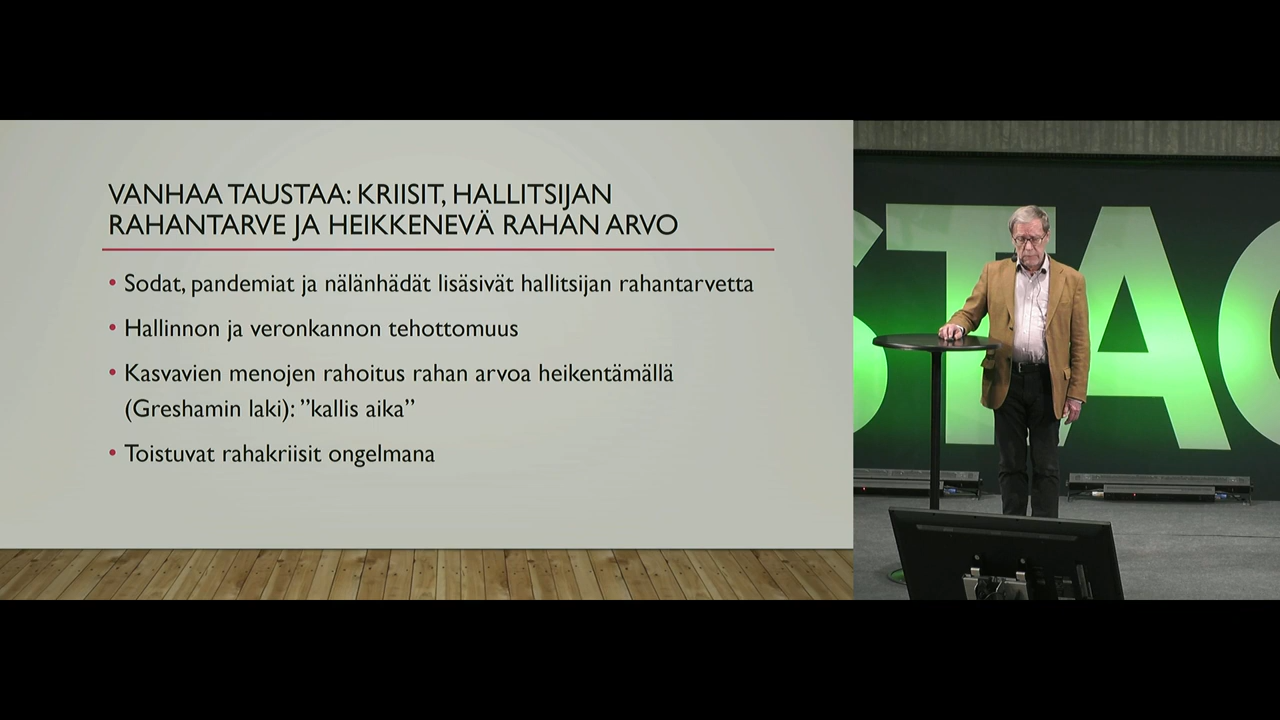 VANHAA TAUSTAA: KRIISIT, HALLITSIJAN
RAHANTARVE JA HEIKKENEVÄ RAHAN ARVO
• Sodat, pandemiat ja nälänhädät lisäsivät hallitsijan rahantarvetta
• Hallinnon ja veronkannon tehottomuus
• Kasvavien menojen rahoitus rahan arvoa heikentämällä
(Greshamin laki): ”kallis aika”
• Toistuvat rahakriisit ongelmana
STAG